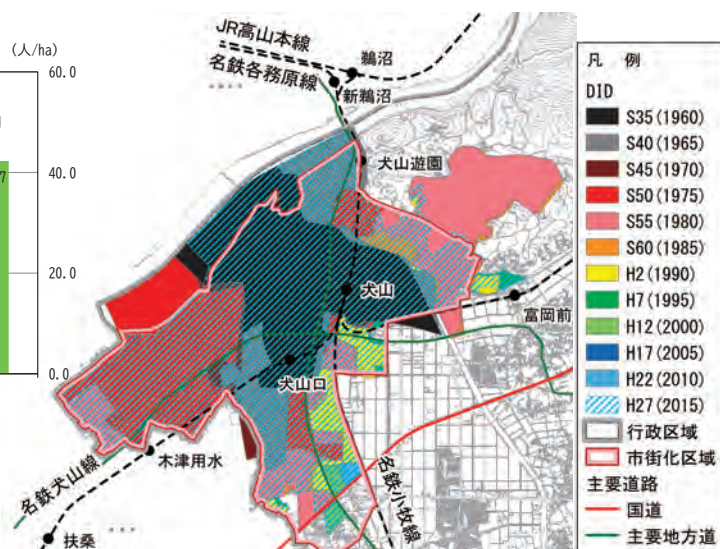 (人/ha)
60.0
40.0
20.0
0.0
7
JR高山本線
鵜沼
名鉄各務原線
新鵜沼
犬山遊園
犬山
富岡前
犬山口
木津用水
名鉄犬山線
名鉄小牧線
扶桑
凡 例
DID
S35(1960)
S40(1965)
S45(1970)
S50(1975)
S55(1980)
S60(1985)
H2(1990)
H7(1995)
H12(2000)
H17(2005)
H22(2010)
H27(2015)
行政区域
市街化区域
主要道路
国道
主要地方道